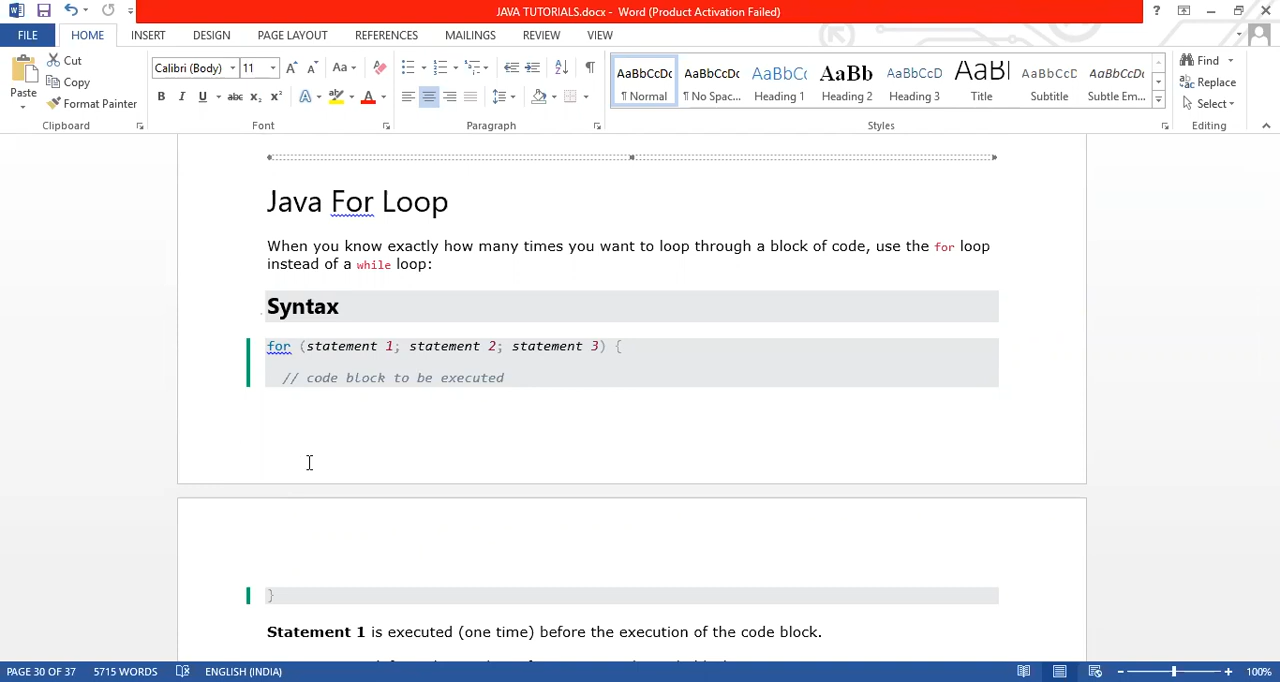 JAVA TUTORIALS.docx - Word (Product Activation Failed)
FILE HOME INSERT DESIGN PAGE LAYOUT REFERENCES MAILINGS REVIEW VIEW
Paste
Cut
Copy
Format Painter
Clipboard
Calibri (Body) 11
Font
Paragraph
AaBbCcDc AaBbCcDc AaBbCc AaBb AaBbCcD AaBl AaBbCcD AaBbCcDc
¶ Normal ¶ No Spac... Heading 1 Heading 2 Heading 3 Title Subtitle Subtle Em...
Styles
Find
Replace
Select
Editing
Java For Loop
When you know exactly how many times you want to loop through a block of code, use the for loop
instead of a while loop:
Syntax
for (statement 1; statement 2; statement 3) {
// code block to be executed
}
Statement 1 is executed (one time) before the execution of the code block.
PAGE 30 OF 37 5715 WORDS ENGLISH (INDIA) 100%